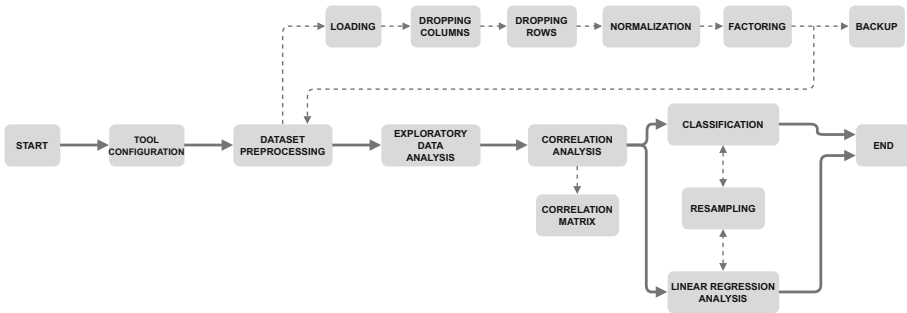 LOADING
DROPPING
COLUMNS
DROPPING
ROWS
NORMALIZATION
FACTORING
BACKUP
START
TOOL
CONFIGURATION
DATASET
PREPROCESSING
EXPLORATORY
DATA
ANALYSIS
CORRELATION
ANALYSIS
CORRELATION
MATRIX
CLASSIFICATION
RESAMPLING
LINEAR REGRESSION
ANALYSIS
END